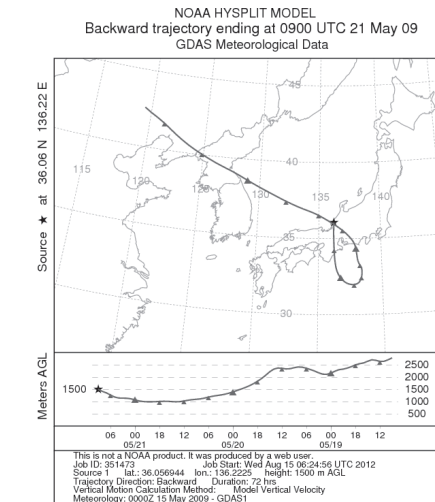 NOAA HYSPLIT MODEL
Backward trajectory ending at 0900 UTC 21 May 09
GDAS Meteorological Data
Source ★ at 36.06 N 136.22 E
45
115
120
125
130
135
140
40
35
30
Meters AGL
1500
2500
2000
1500
1000
500
06 00 18 12 06 00 18 12 06 00 18 12
05/21 05/20 05/19
This is not a NOAA product. It was produced by a web user.
Job ID: 351473 Job Start: Wed Aug 15 06:24:56 UTC 2012
Source 1 lat.: 36.056944 lon.: 136.2225 height: 1500 m AGL
Trajectory Direction: Backward Duration: 72 hrs
Vertical Motion Calculation Method: Model Vertical Velocity
Meteorology: 0000Z 15 May 2009 - GDAS1